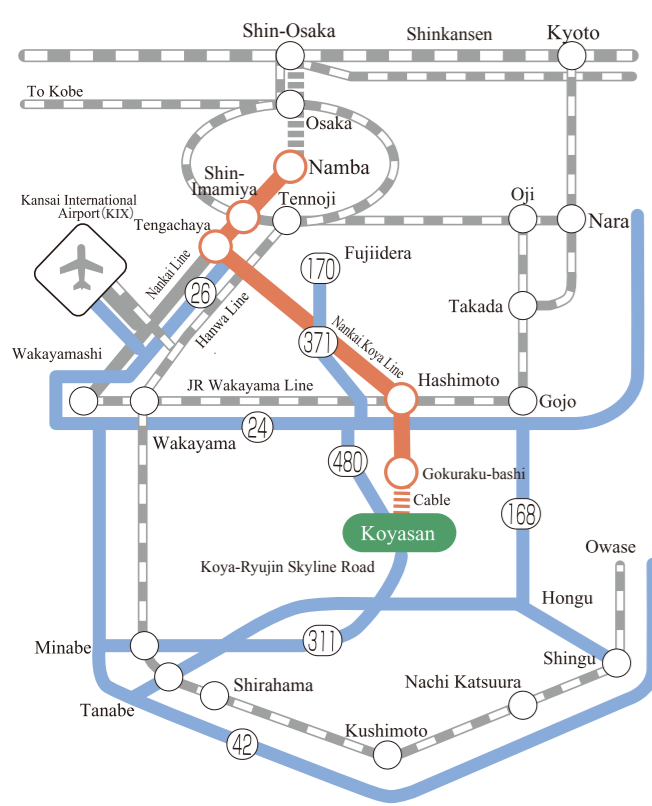 Shin-Osaka
Shinkansen
Kyoto
To Kobe
Osaka
Namba
Shin-
Imamiya
Tennoji
Oji
Kansai International
Airport (KIX)
Tengachaya
Nara
Nankai Line
Fujiidera
170
26
Hanwa Line
Takada
371
Nankai Koya Line
Wakayamashi
JR Wakayama Line
Hashimoto
Gojo
24
Wakayama
480
Gokuraku-bashi
Cable
168
Koyasan
Owase
Koya-Ryujin Skyline Road
Hongu
311
Minabe
Shingu
Shirahama
Nachi Katsuura
Tanabe
Kushimoto
42